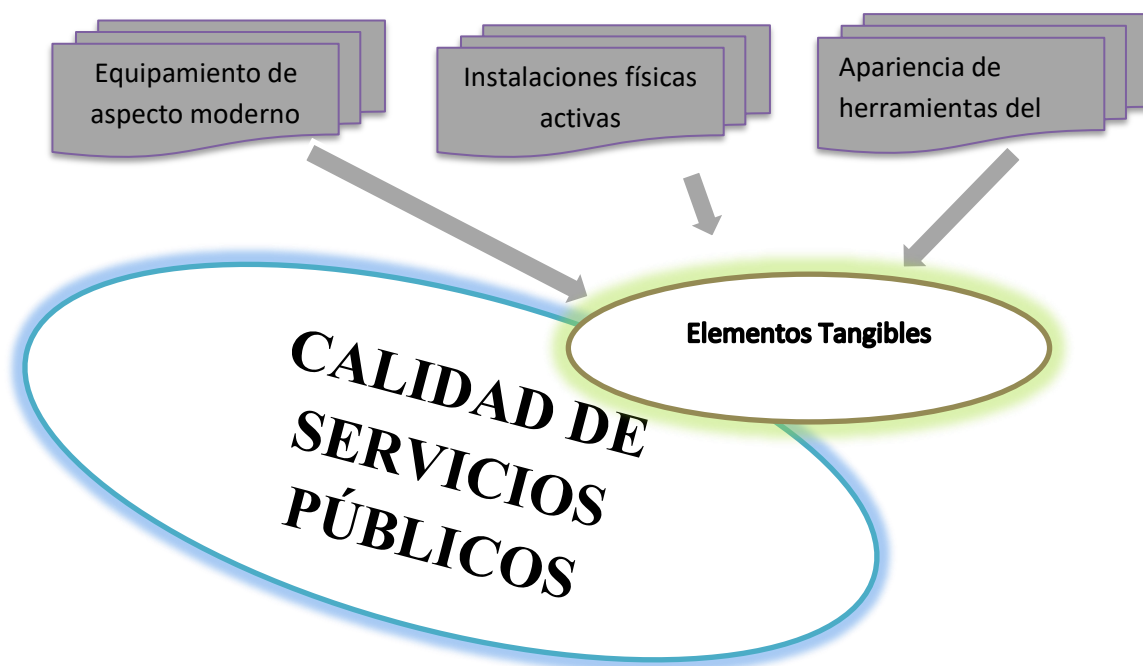 Equipamiento de
aspecto moderno
Instalaciones físicas
activas
Apariencia de
herramientas del
Elementos Tangibles
CALIDAD DE
SERVICIOS
PÚBLICOS